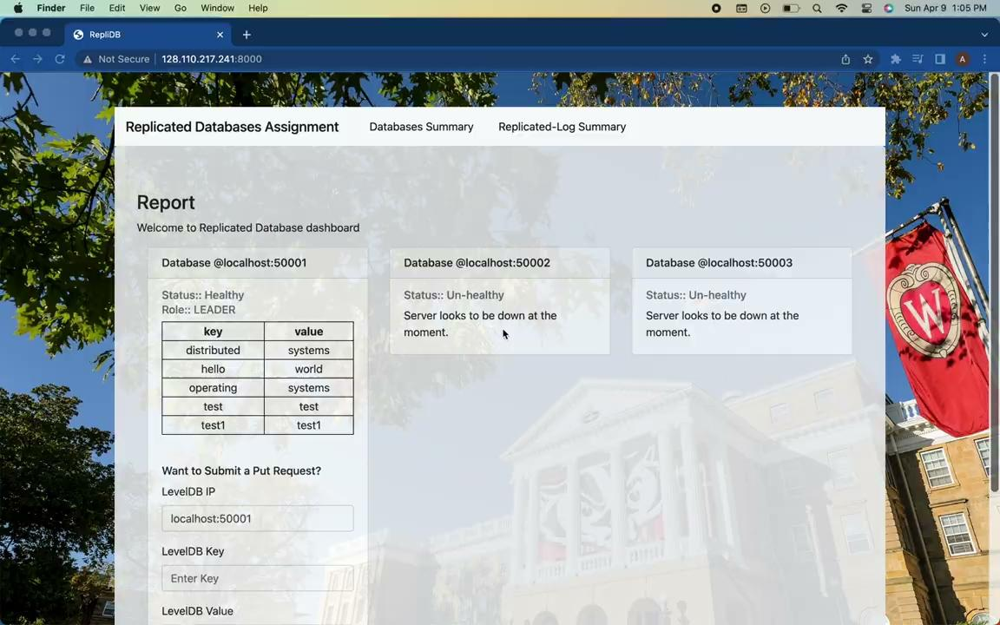 Finder File Edit View Go Window Help Sun Apr 9 1:05 PM
RepliDB
Not Secure 128.110.217.241:8000 A
Replicated Databases Assignment Databases Summary Replicated-Log Summary
Report
Welcome to Replicated Database dashboard
Database @localhost:50001
Status:: Healthy
Role:: LEADER
key value
distributed systems
hello world
operating systems
test test
test1 test1
Want to Submit a Put Request?
LevelDB IP
localhost:50001
LevelDB Key
Enter Key
LevelDB Value
Database @localhost:50002
Status:: Un-healthy
Server looks to be down at the
moment.
Database @localhost:50003
Status:: Un-healthy
Server looks to be down at the
moment.
W